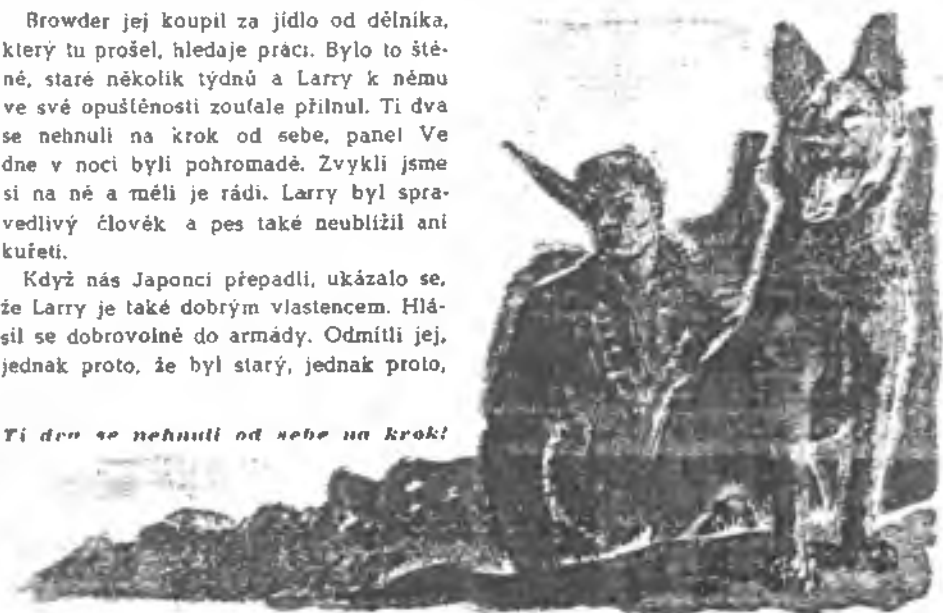 Browder jej koupil za jídlo od dělníka,
který tu prošel, hledaje práci. Bylo to ště-
ně, staré několik týdnů a Larry k němu
ve své opuštěnosti zoufale přilnul. Ti dva
se nehnuli na krok od sebe, pane! Ve
dne v noci byli pohromadě. Zvykli jsme
si na ně a měli je rádi. Larry byl spra-
vedlivý člověk a pes také neublížil ani
kuřeti.
Když nás Japonci přepadli, ukázalo se,
že Larry je také dobrým vlastencem. Hlá-
sil se dobrovolně do armády. Odmítli jej,
jednak proto, že byl starý, jednak proto,
Ti dva se nehnuli od sebe na krok!